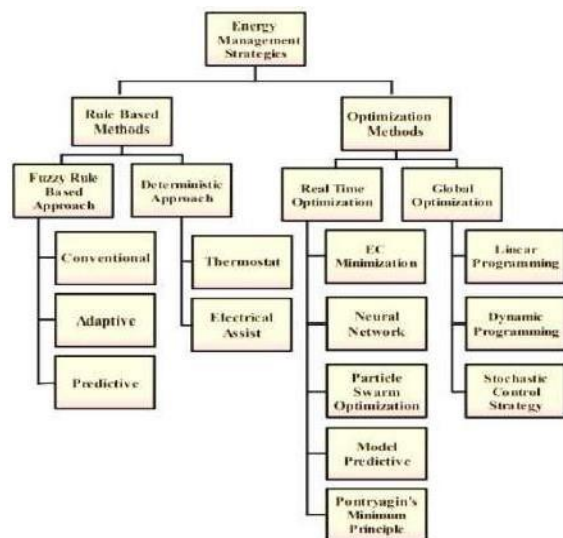 Energy
Management
Strategies
Rule Based
Methods
Optimization
Methods
Fuzzy Rule
Based
Approach
Deterministic
Approach
Real Time
Optimization
Global
Optimization
Conventional
Adaptive
Predictive
Thermostat
Electrical
Assist
EC
Minimization
Neural
Network
Particle
Swarm
Optimization
Model
Predictive
Pontryagin's
Minimum
Principle
Linear
Programming
Dynamic
Programming
Stochastic
Control
Strategy